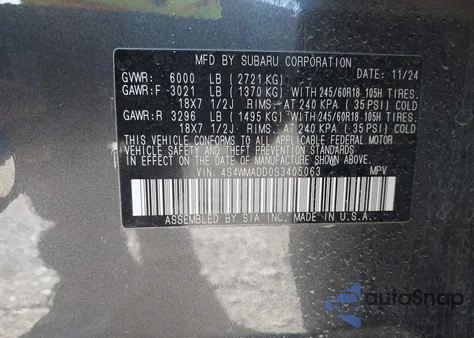 MFD BY SUBARU CORPORATION DATE: 11/24
GVWR: 6000 LB ( 2721 KG)
GAWR:F - 3021 LB ( 1370 KG) WITH 245/60R18 105H
18X7 1/2J RIMS. AT 240 KPA ( 35 PSI) COLD
GAWR:R 3296 LB ( 1495 KG) WITH 245/60R18 105H
18X7 1/2J RIMS. AT 240 KPA ( 35 PSI) COLD
THIS VEHICLE CONFORMS TO ALL APPLICABLE FEDERAL MOTOR
VEHICLE SAFETY AND BUMPER STANDARDS
IN EFFECT ON THE DATE OF MANUFACTURE SHOWN ABOVE.
VIN: 4S4WMADD0S3405063 MPV
ASSEMBLED BY SIA INC. MADE IN U.S.A.
autoSnap